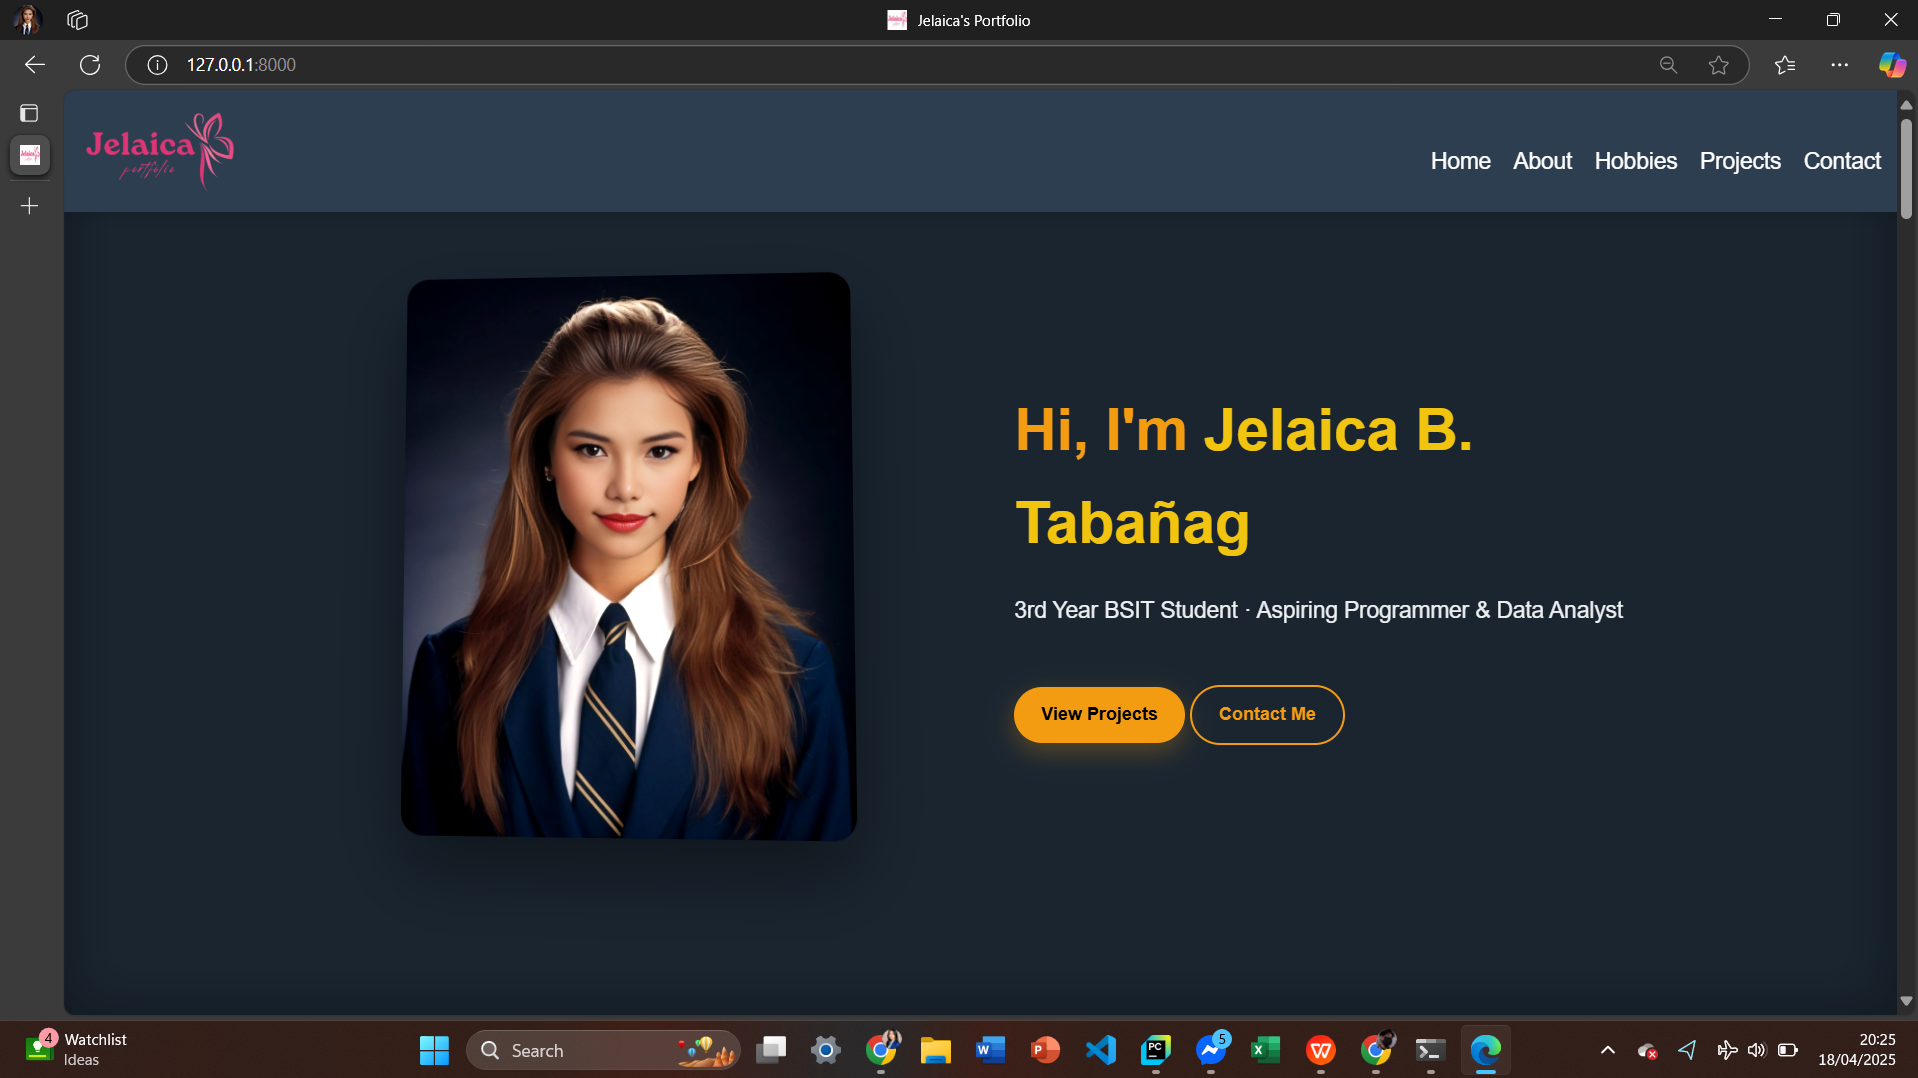 Jelaica's Portfolio
127.0.0.1:8000
Jelaica
portfolio
Home About Hobbies Projects Contact
Hi, I'm Jelaica B.
Tabañag
3rd Year BSIT Student · Aspiring Programmer & Data Analyst
View Projects Contact Me
4
Watchlist
Ideas
Search
W
P
PC
5
X
W
20:25
18/04/2025